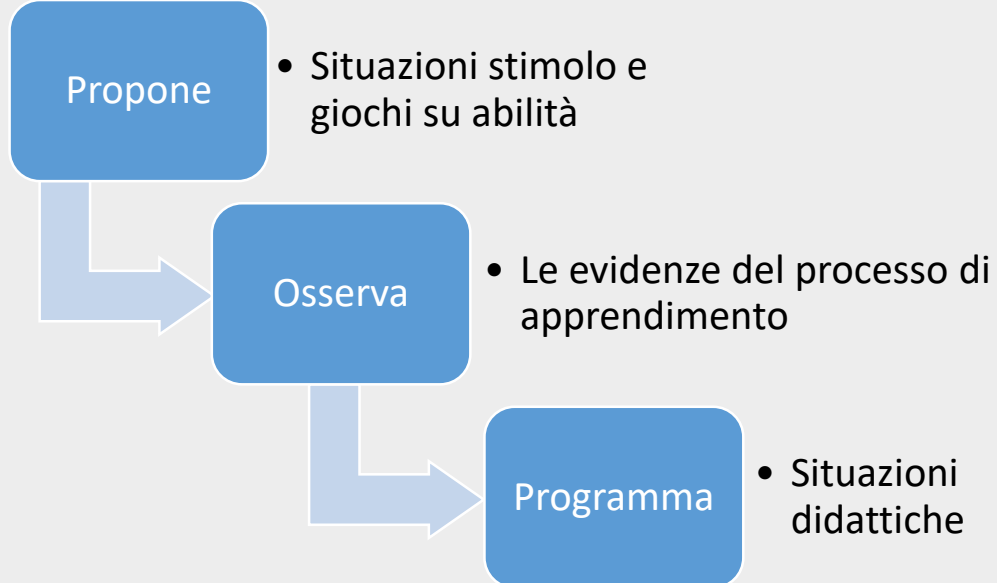 Propone
• Situazioni stimolo e
giochi su abilità
Osserva
• Le evidenze del processo di
apprendimento
Programma
• Situazioni
didattiche